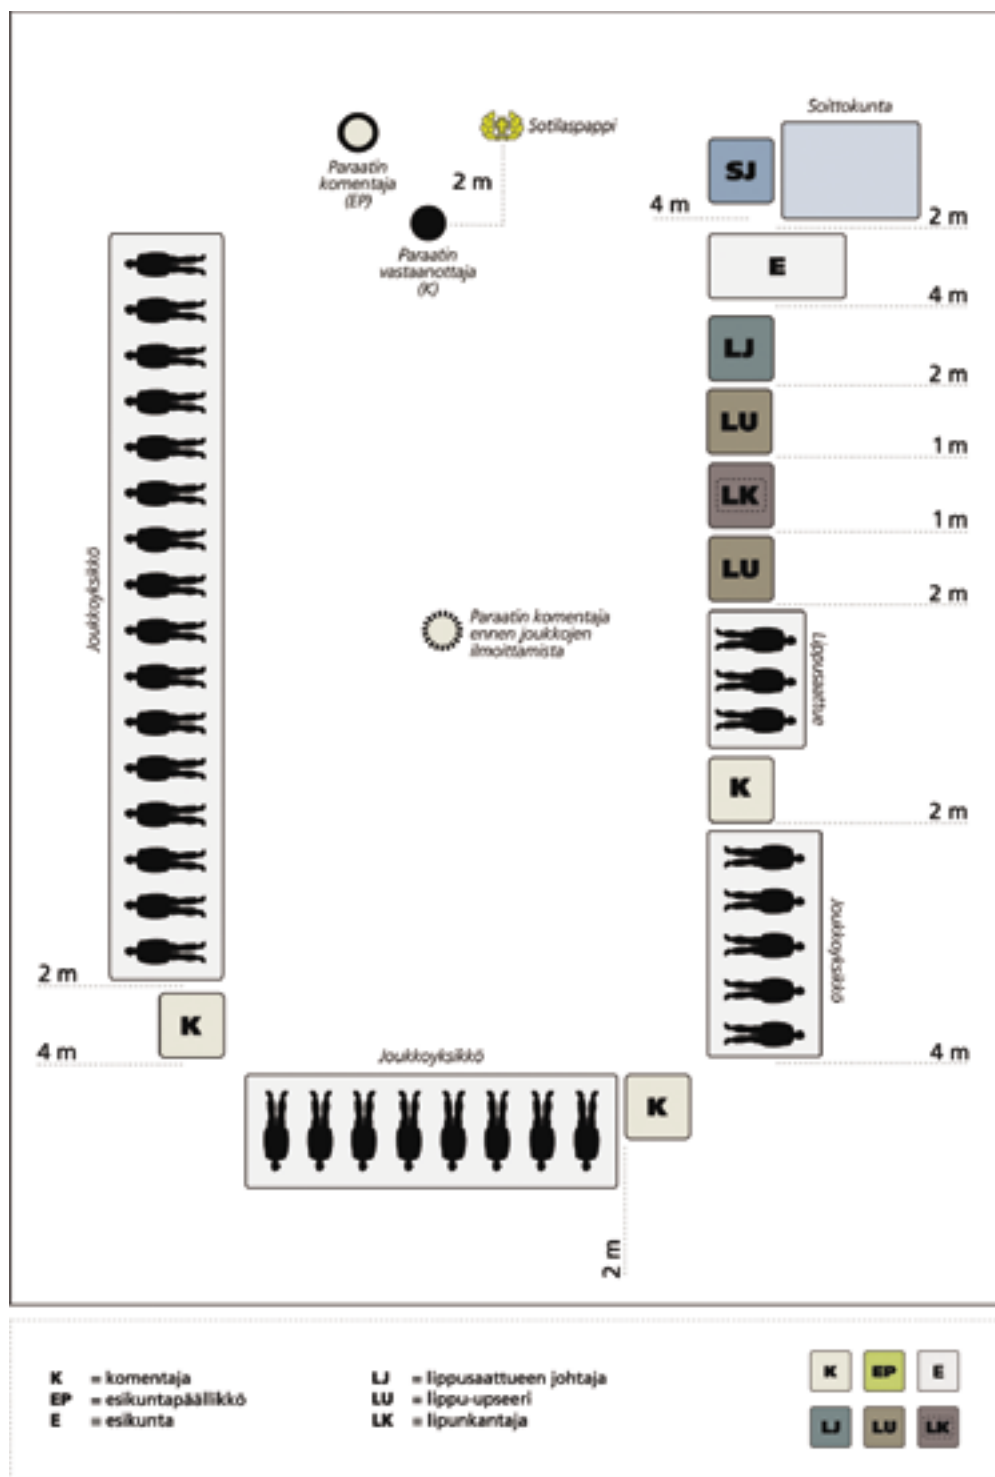 Soittokunta
Sotilaspappi
SJ
Paraatin
komentaja
(EP)
2 m
4 m
2 m
Paraatin
vastaanottaja
(K)
E
4 m
LJ
2 m
LU
1 m
LK
1 m
LU
2 m
Joukkoyksikkö
Paraatin komentaja
ennen joukkojen
ilmoittamista
Lippusaattue
K
2 m
Joukkoyksikkö
2 m
K
4 m
4 m
Joukkoyksikkö
K
2 m
K = komentaja
EP = esikuntapäällikkö
E = esikunta
LJ = lippusaattueen johtaja
LU = lippu-upseeri
LK = lipunkantaja
K EP E
LJ LU LK